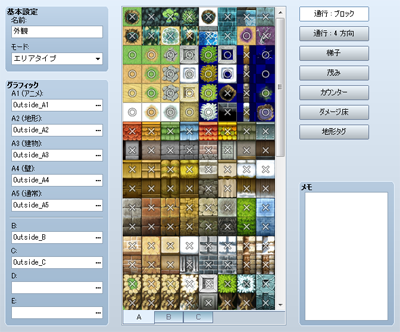 基本設定
名前:
外観
モード:
エリアタイプ
グラフィック
A1 (アニメ):
Outside_A1
A2 (地形):
Outside_A2
A3 (建物):
Outside_A3
A4 (壁):
Outside_A4
A5 (通常):
Outside_A5
B:
Outside_B
C:
Outside_C
D:
E:
A
B
C
通行：ブロック
通行：4 方向
梯子
茂み
カウンター
ダメージ床
地形タグ
メモ